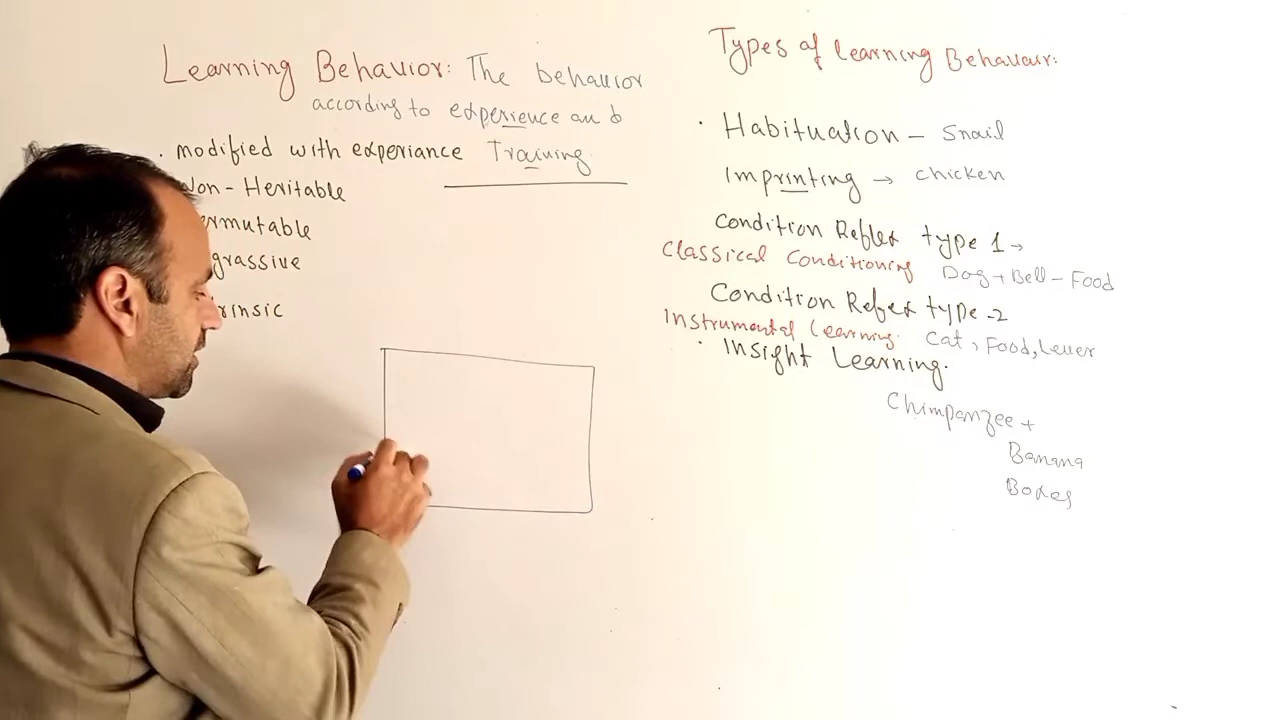 Learning Behavior: The behavior
according to experience and
modified with experiance Training.
Non-Heritable
ermutable
grassive
rinsic
Types of learning Behaviour:
· Habituation – Snail
Imprinting → chicken
Condition Reflex type 1 →
Classical Conditioning Dog + Bell – Food
Condition Refex type -2
Instrumental Learning. Cat, Food, Lever
· Insight Learning.
Chimpanzee +
Banana
Boxes